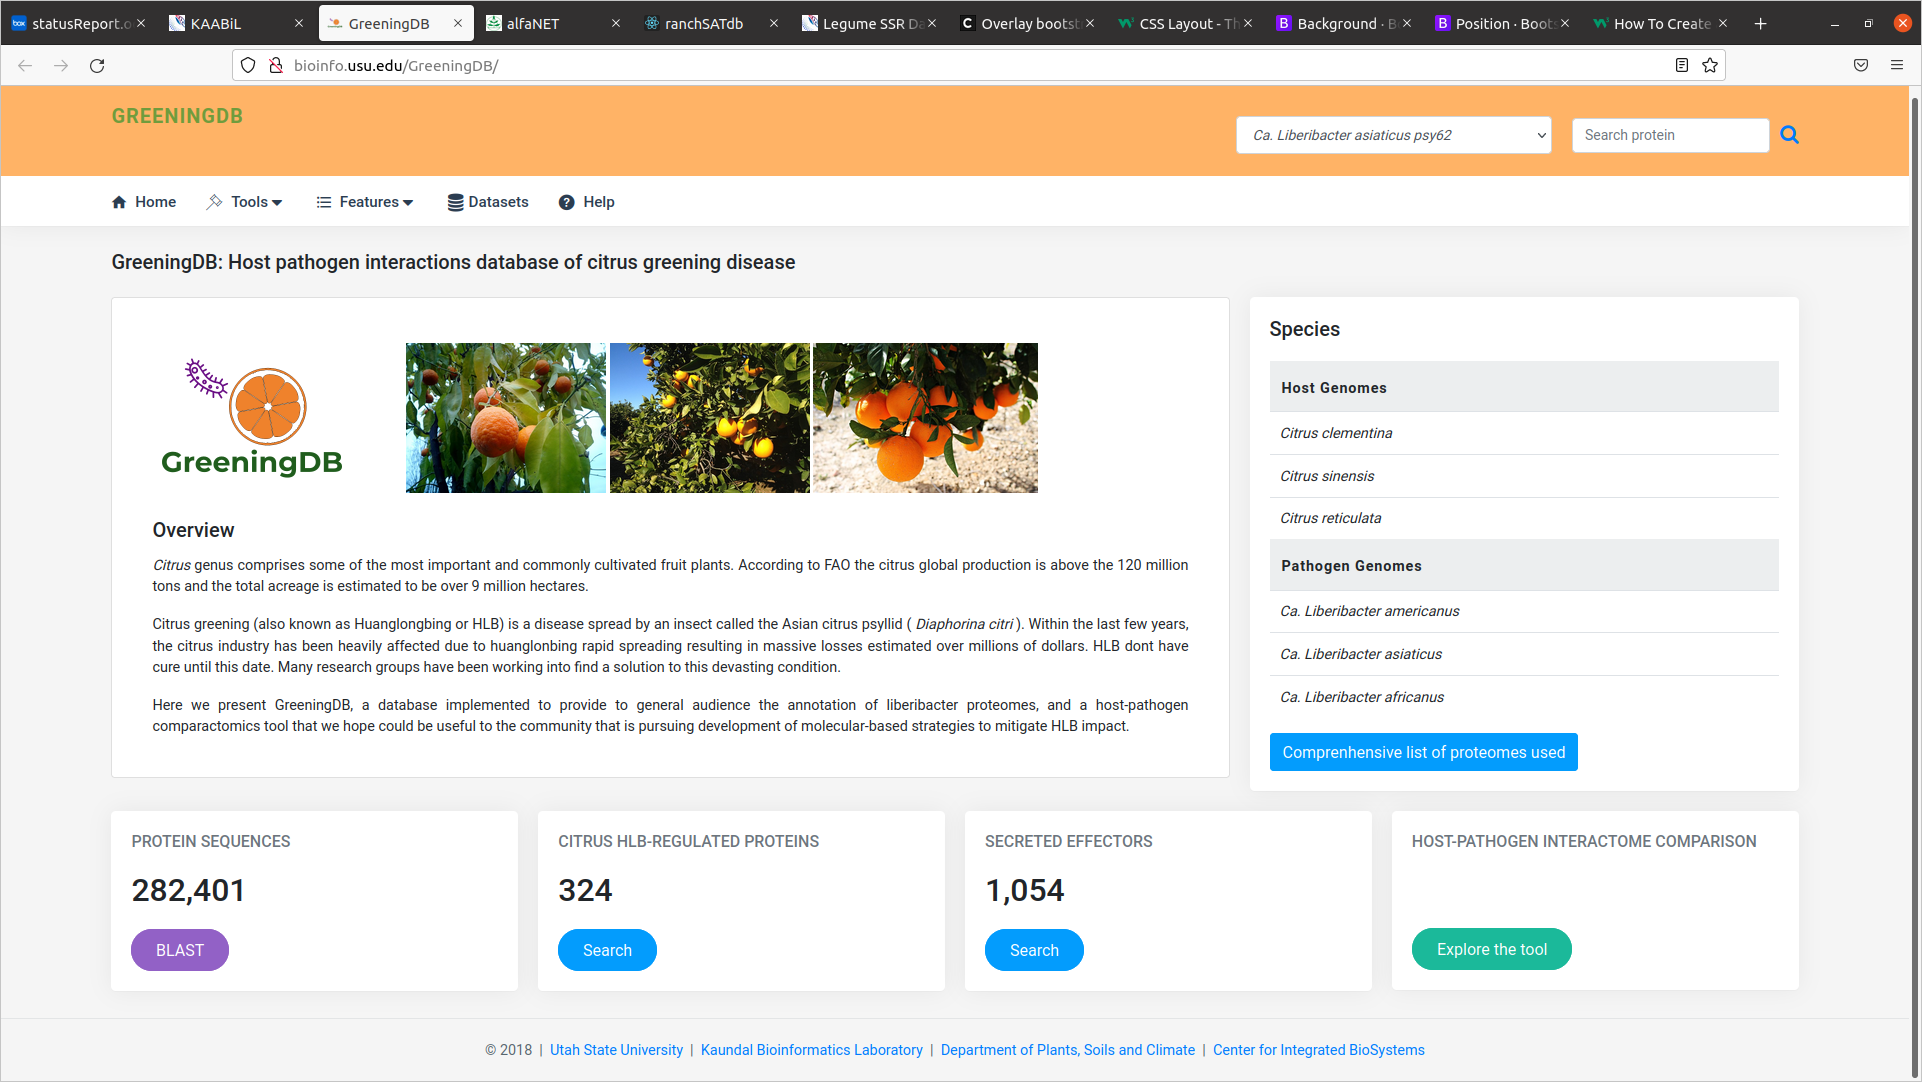 statusReport.o
KAABiL
GreeningDB
alfaNET
ranchSATdb
Legume SSR Da
Overlay bootst
CSS Layout - Th
Background · B
Position · Boots
How To Create
bioinfo.usu.edu/GreeningDB/
GREENINGDB
Ca. Liberibacter asiaticus psy62
Search protein
Home
Tools
Features
Datasets
Help
GreeningDB: Host pathogen interactions database of citrus greening disease
GreeningDB
Overview
Citrus genus comprises some of the most important and commonly cultivated fruit plants. According to FAO the citrus global production is above the 120 million
tons and the total acreage is estimated to be over 9 million hectares.
Citrus greening (also known as Huanglongbing or HLB) is a disease spread by an insect called the Asian citrus psyllid ( Diaphorina citri ). Within the last few years,
the citrus industry has been heavily affected due to huanglonbing rapid spreading resulting in massive losses estimated over millions of dollars. HLB dont have
cure until this date. Many research groups have been working into find a solution to this devasting condition.
Here we present GreeningDB, a database implemented to provide to general audience the annotation of liberibacter proteomes, and a host-pathogen
comparactomics tool that we hope could be useful to the community that is pursuing development of molecular-based strategies to mitigate HLB impact.
Species
Host Genomes
Citrus clementina
Citrus sinensis
Citrus reticulata
Pathogen Genomes
Ca. Liberibacter americanus
Ca. Liberibacter asiaticus
Ca. Liberibacter africanus
Comprenhensive list of proteomes used
PROTEIN SEQUENCES
282,401
BLAST
CITRUS HLB-REGULATED PROTEINS
324
Search
SECRETED EFFECTORS
1,054
Search
HOST-PATHOGEN INTERACTOME COMPARISON
Explore the tool
© 2018 | Utah State University | Kaundal Bioinformatics Laboratory | Department of Plants, Soils and Climate | Center for Integrated BioSystems